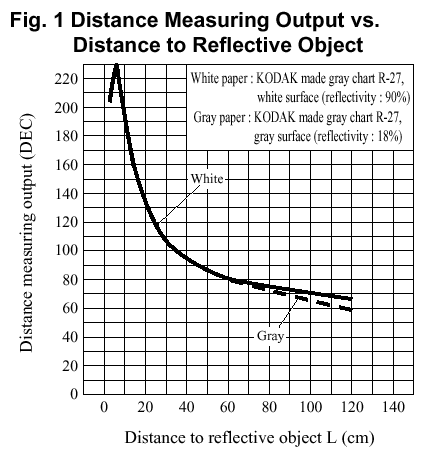 Fig. 1 Distance Measuring Output vs.
Distance to Reflective Object
White paper : KODAK made gray chart R-27,
white surface (reflectivity : 90%)
Gray paper : KODAK made gray chart R-27,
gray surface (reflectivity : 18%)
Distance measuring output (DEC)
220
200
180
160
140
120
100
80
60
40
20
0
White
Gray
0 20 40 60 80 100 120 140
Distance to reflective object L (cm)